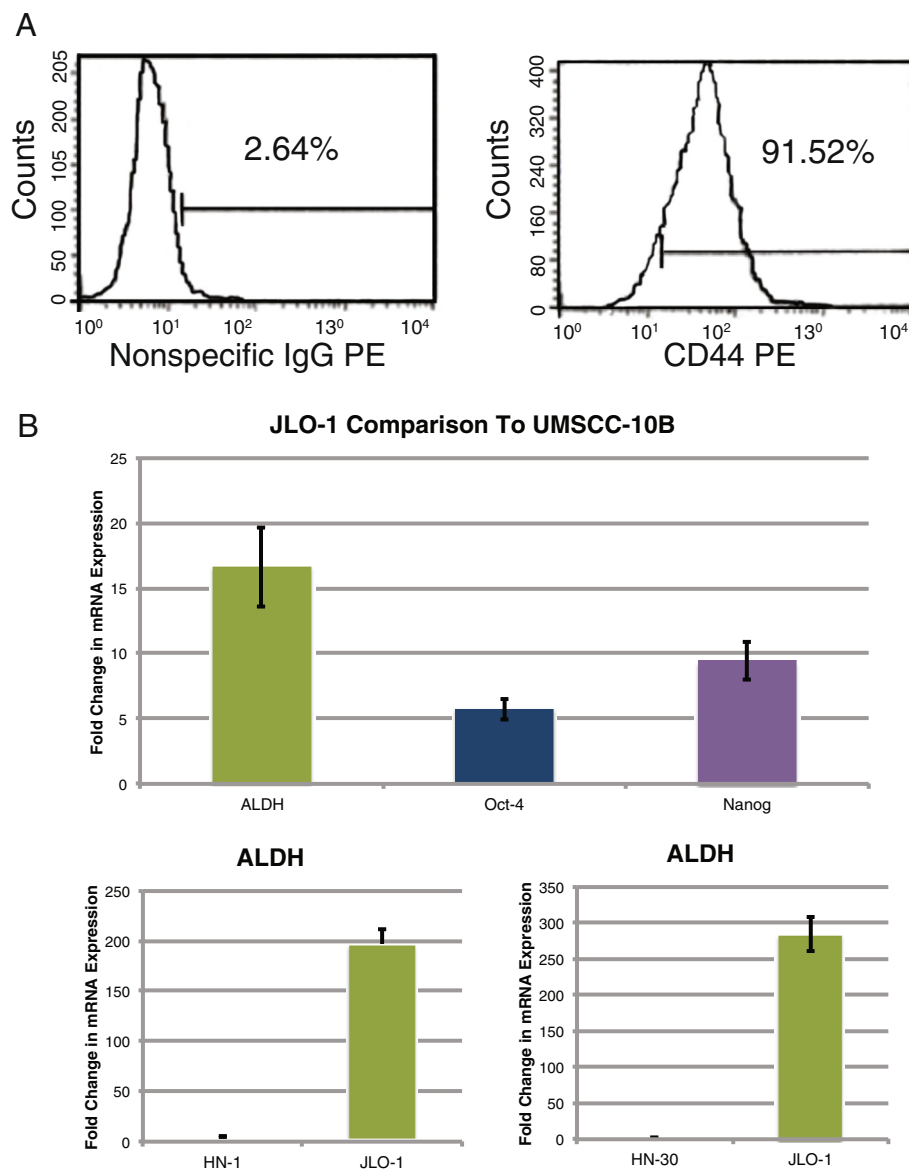 A
Counts
205
200
105
100
50
0
2.64%
10⁰ 10¹ 10² 13⁰ 10⁴
Nonspecific IgG PE
Counts
400
320
240
160
80
0
91.52%
10⁰ 10¹ 10² 13⁰ 10⁴
CD44 PE
B
JLO-1 Comparison To UMSCC-10B
Fold Change in mRNA Expression
25
20
15
10
5
0
ALDH Oct-4 Nanog
ALDH
Fold Change in mRNA Expression
250
200
150
100
50
0
HN-1 JLO-1
ALDH
Fold Change in mRNA Expression
350
300
250
200
150
100
50
0
HN-30 JLO-1